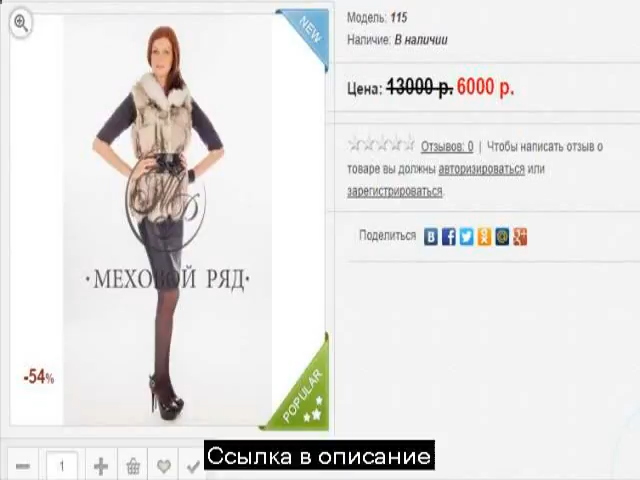 NEW
Модель: 115
Наличие: В наличии
Цена: 13000 р. 6000 р.
Отзывов: 0 | Чтобы написать отзыв о
товаре вы должны авторизироваться или
зарегистрироваться.
Поделиться
·МЕХОВОЙ РЯД·
-54%
POPULAR
1
Ссылка в описание